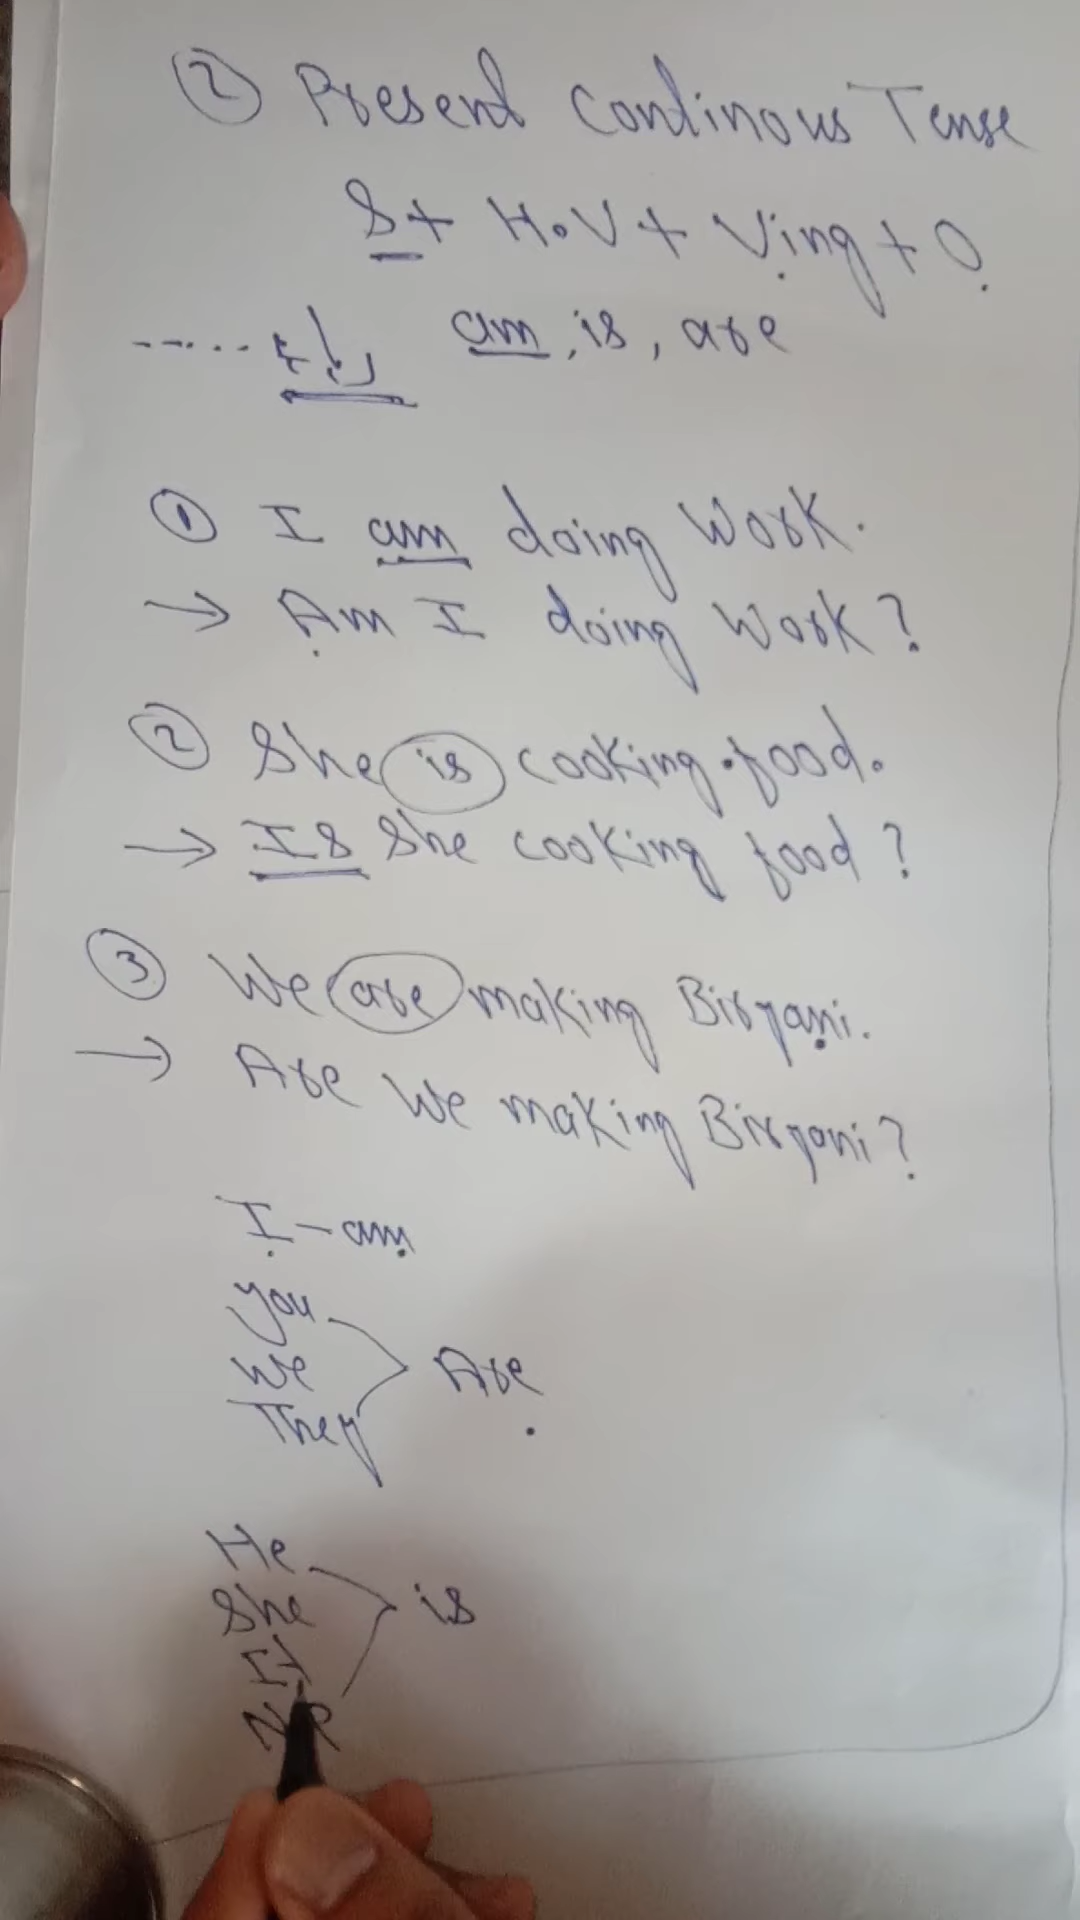 ② Present Continous Tense
S + H.V + Ving + O.
am, is, are
① I am doing Work.
→ Am I doing Work?
② She is cooking food.
→ Is She cooking food?
③ We are making Biryani.
→ Are We making Biryani?
I - am
You
We
They
Are
He
She
It
is